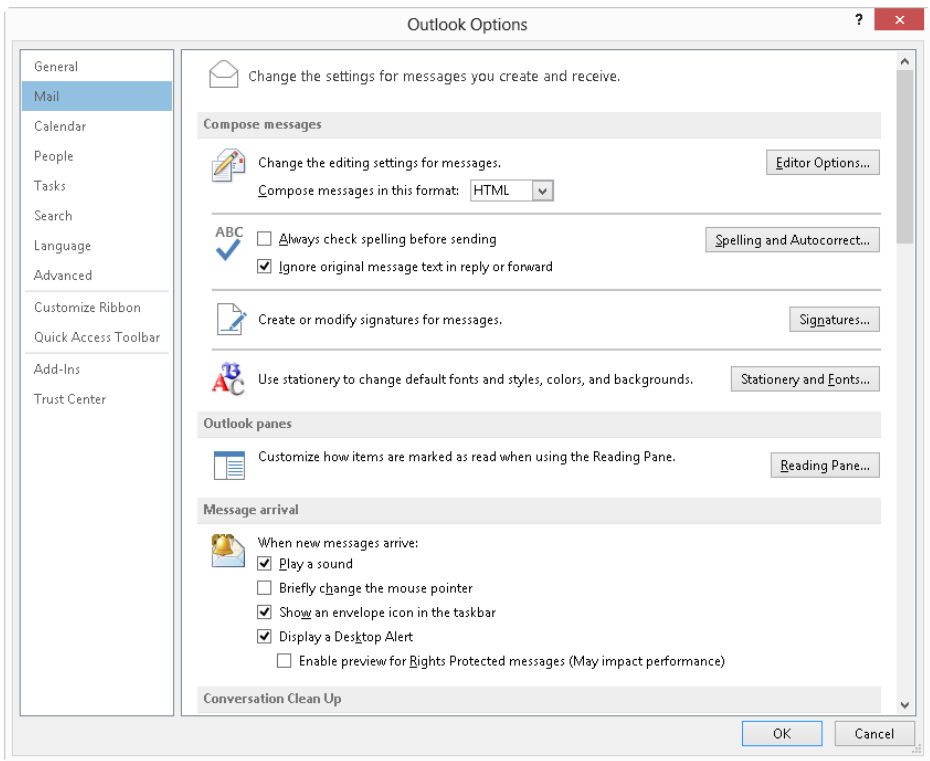 Outlook Options
?
General
Mail
Calendar
People
Tasks
Search
Language
Advanced
Customize Ribbon
Quick Access Toolbar
Add-Ins
Trust Center
Change the settings for messages you create and receive.
Compose messages
Change the editing settings for messages.
Editor Options...
Compose messages in this format: HTML
ABC
Always check spelling before sending
Spelling and Autocorrect...
Ignore original message text in reply or forward
Create or modify signatures for messages.
Signatures...
Use stationery to change default fonts and styles, colors, and backgrounds.
Stationery and Fonts...
Outlook panes
Customize how items are marked as read when using the Reading Pane.
Reading Pane...
Message arrival
When new messages arrive:
Play a sound
Briefly change the mouse pointer
Show an envelope icon in the taskbar
Display a Desktop Alert
Enable preview for Rights Protected messages (May impact performance)
Conversation Clean Up
OK
Cancel